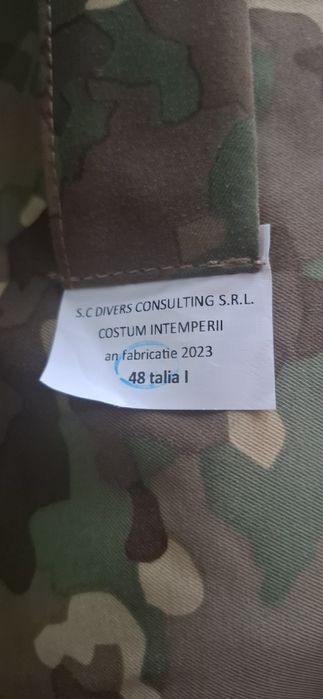 S.C DIVERS CONSULTING S.R.L.
COSTUM INTEMPERII
an fabricatie 2023
48 talia I